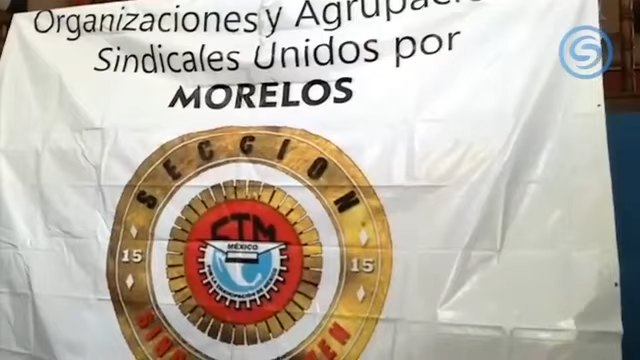 Organizaciones y
Sindicales Unidos por
MORELOS
SECCION
15
15
CTM
MÉXICO
S